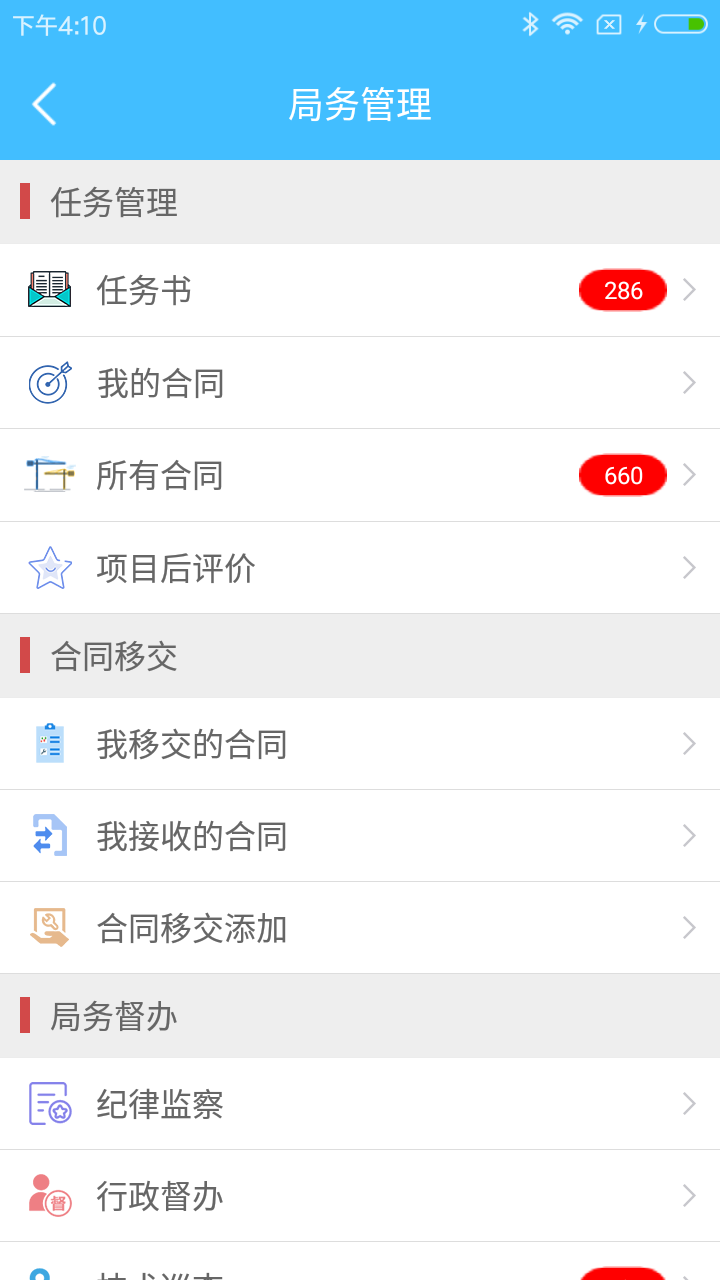 下午4:10
局务管理
任务管理
任务书 286
我的合同
所有合同 660
项目后评价
合同移交
我移交的合同
我接收的合同
合同移交添加
局务督办
纪律监察
督 行政督办